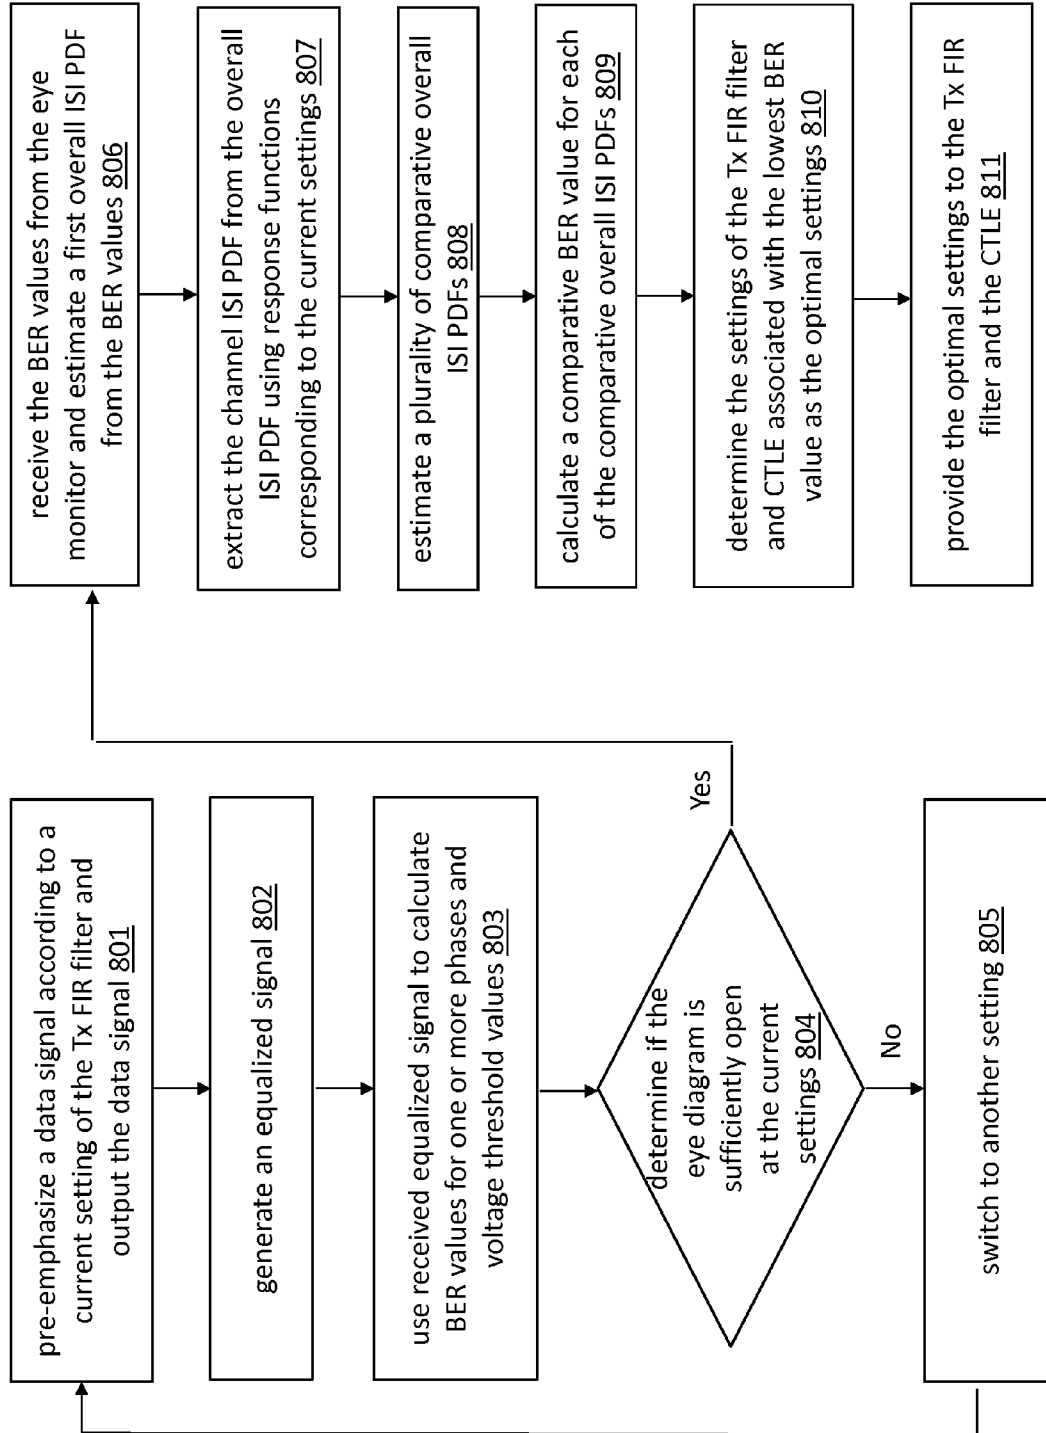 pre-emphasize a data signal according to a
current setting of the Tx FIR filter and
output the data signal 801
generate an equalized signal 802
use received equalized signal to calculate
BER values for one or more phases and
voltage threshold values 803
determine if the
eye diagram is
sufficiently open
at the current
settings 804
Yes
No
switch to another setting 805
receive the BER values from the eye
monitor and estimate a first overall ISI PDF
from the BER values 806
extract the channel ISI PDF from the overall
ISI PDF using response functions
corresponding to the current settings 807
estimate a plurality of comparative overall
ISI PDFs 808
calculate a comparative BER value for each
of the comparative overall ISI PDFs 809
determine the settings of the Tx FIR filter
and CTLE associated with the lowest BER
value as the optimal settings 810
provide the optimal settings to the Tx FIR
filter and the CTLE 811